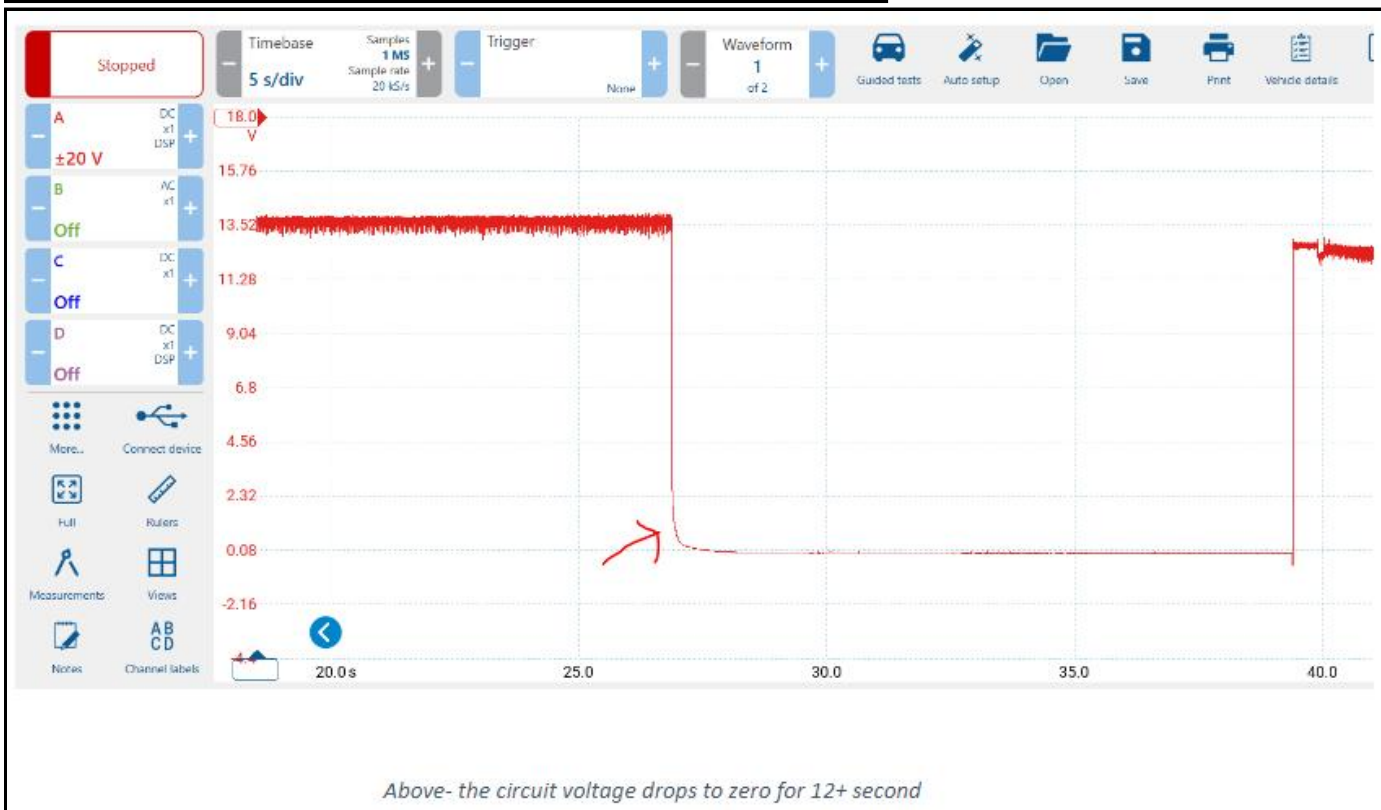 Stopped
Timebase
5 s/div
Samples
1 MS
Sample rate
20 kS/s
Trigger
None
Waveform
1
of 2
Guided tests
Auto setup
Open
Save
Print
Vehicle details
A
DC
x1
DSP
±20 V
B
AC
x1
Off
C
DC
x1
Off
D
DC
x1
DSP
Off
More...
Connect device
Full
Rulers
Measurements
Views
Notes
AB
CD
Channel labels
18.0
V
15.76
13.52
11.28
9.04
6.8
4.56
2.32
0.08
-2.16
20.0 s
25.0
30.0
35.0
40.0
Above- the circuit voltage drops to zero for 12+ second